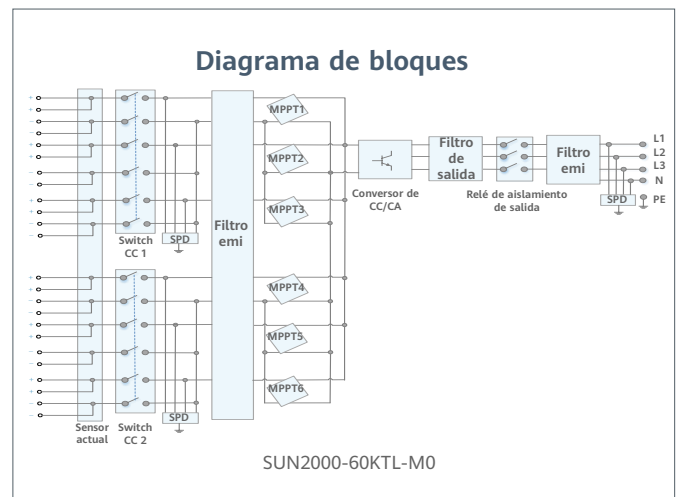 Diagrama de bloques
MPPT1
MPPT2
MPPT3
MPPT4
MPPT5
MPPT6
Switch
CC 1
SPD
Filtro
emi
Conversor de
CC/CA
Filtro
de
salida
Relé de aislamiento
de salida
Filtro
emi
L1
L2
L3
N
PE
SPD
Sensor
actual
Switch
CC 2
SPD
SUN2000-60KTL-M0